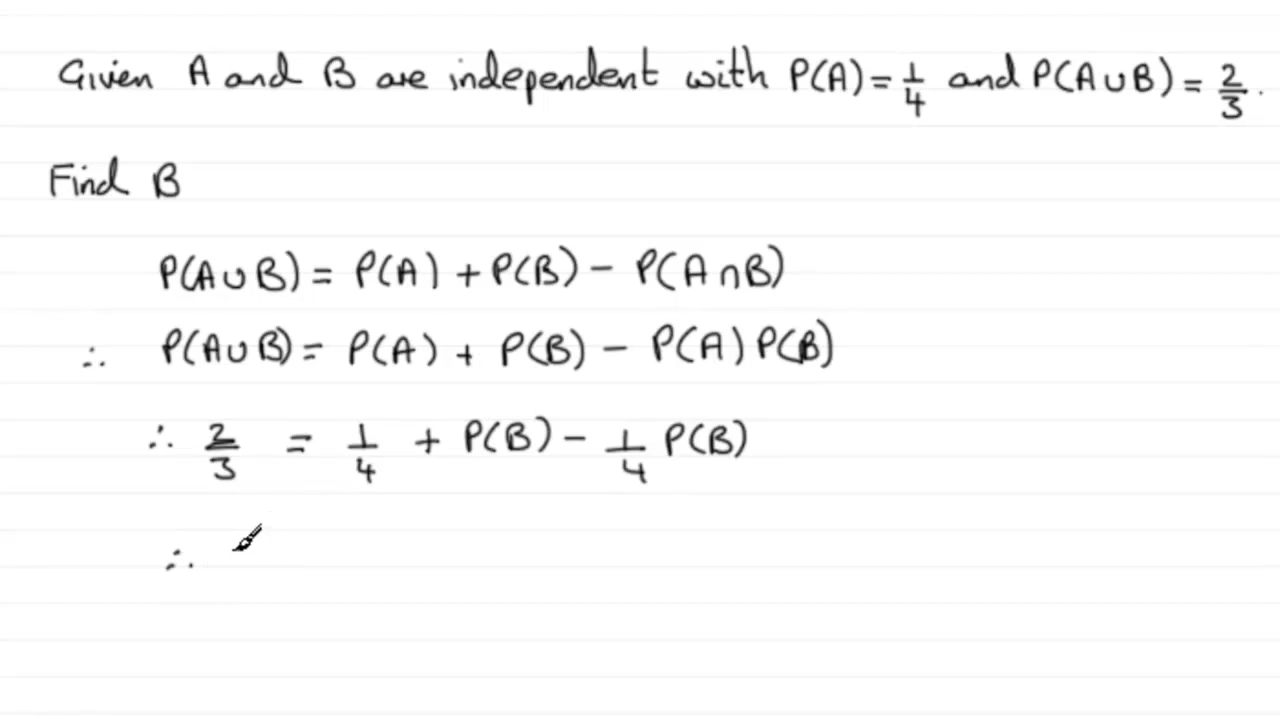 Given A and B are independent with P(A) = 1/4 and P(A∪B) = 2/3.
Find B
P(A∪B) = P(A) + P(B) - P(A∩B)
∴ P(A∪B) = P(A) + P(B) - P(A)P(B)
∴ 2/3 = 1/4 + P(B) - 1/4 P(B)
∴